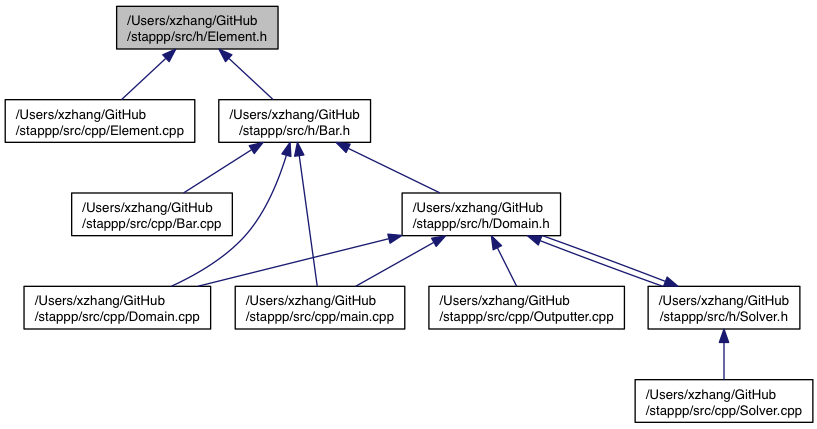 /Users/xzhang/GitHub
/stappp/src/h/Element.h
/Users/xzhang/GitHub
/stappp/src/cpp/Element.cpp
/Users/xzhang/GitHub
/stappp/src/h/Bar.h
/Users/xzhang/GitHub
/stappp/src/cpp/Bar.cpp
/Users/xzhang/GitHub
/stappp/src/h/Domain.h
/Users/xzhang/GitHub
/stappp/src/cpp/Domain.cpp
/Users/xzhang/GitHub
/stappp/src/cpp/main.cpp
/Users/xzhang/GitHub
/stappp/src/cpp/Outputter.cpp
/Users/xzhang/GitHub
/stappp/src/h/Solver.h
/Users/xzhang/GitHub
/stappp/src/cpp/Solver.cpp